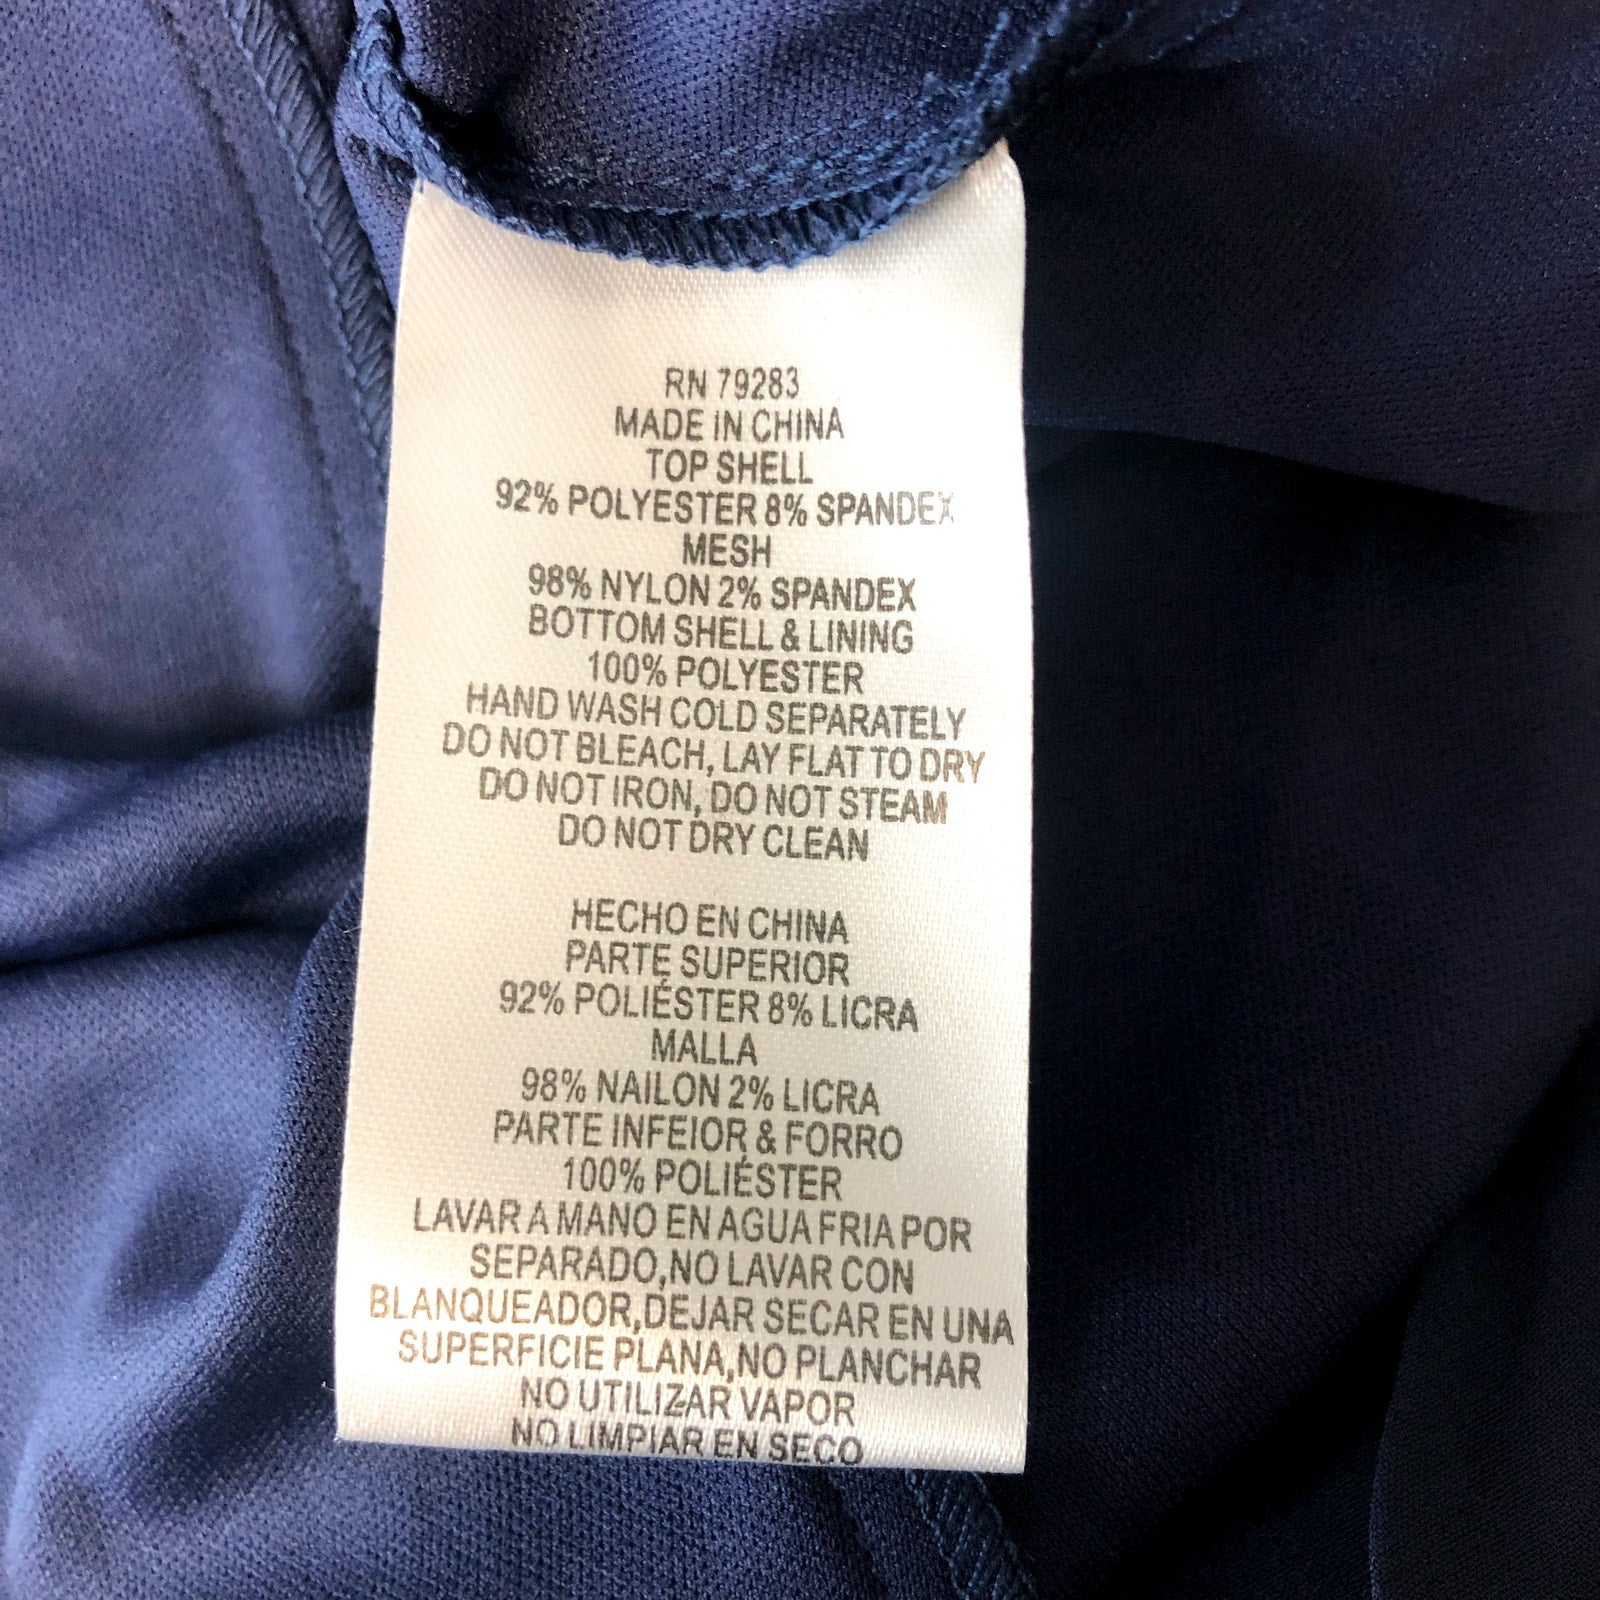 RN 79283
MADE IN CHINA
TOP SHELL
92% POLYESTER 8% SPANDEX
MESH
98% NYLON 2% SPANDEX
BOTTOM SHELL & LINING
100% POLYESTER
HAND WASH COLD SEPARATELY
DO NOT BLEACH, LAY FLAT TO DRY
DO NOT IRON, DO NOT STEAM
DO NOT DRY CLEAN
HECHO EN CHINA
PARTE SUPERIOR
92% POLIÉSTER 8% LICRA
MALLA
98% NAILON 2% LICRA
PARTE INFEIOR & FORRO
100% POLIÉSTER
LAVAR A MANO EN AGUA FRIA POR
SEPARADO,NO LAVAR CON
BLANQUEADOR,DEJAR SECAR EN UNA
SUPERFICIE PLANA,NO PLANCHAR
NO UTILIZAR VAPOR
NO LIMPIAR EN SECO